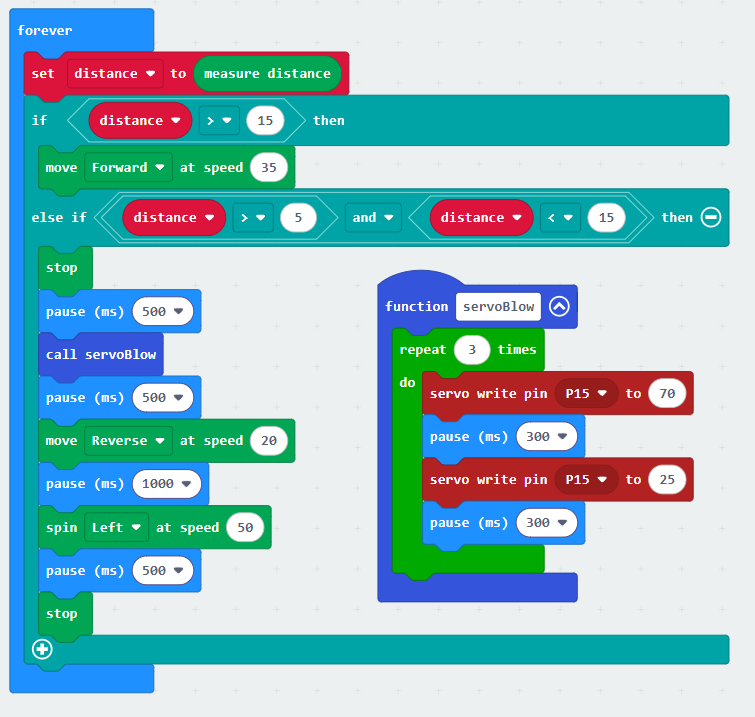 forever
set distance to measure distance
if distance > 15 then
move Forward at speed 35
else if distance > 5 and distance < 15 then
stop
pause (ms) 500
call servoBlow
pause (ms) 500
move Reverse at speed 20
pause (ms) 1000
spin Left at speed 50
pause (ms) 500
stop
function servoBlow
repeat 3 times
do
servo write pin P15 to 70
pause (ms) 300
servo write pin P15 to 25
pause (ms) 300